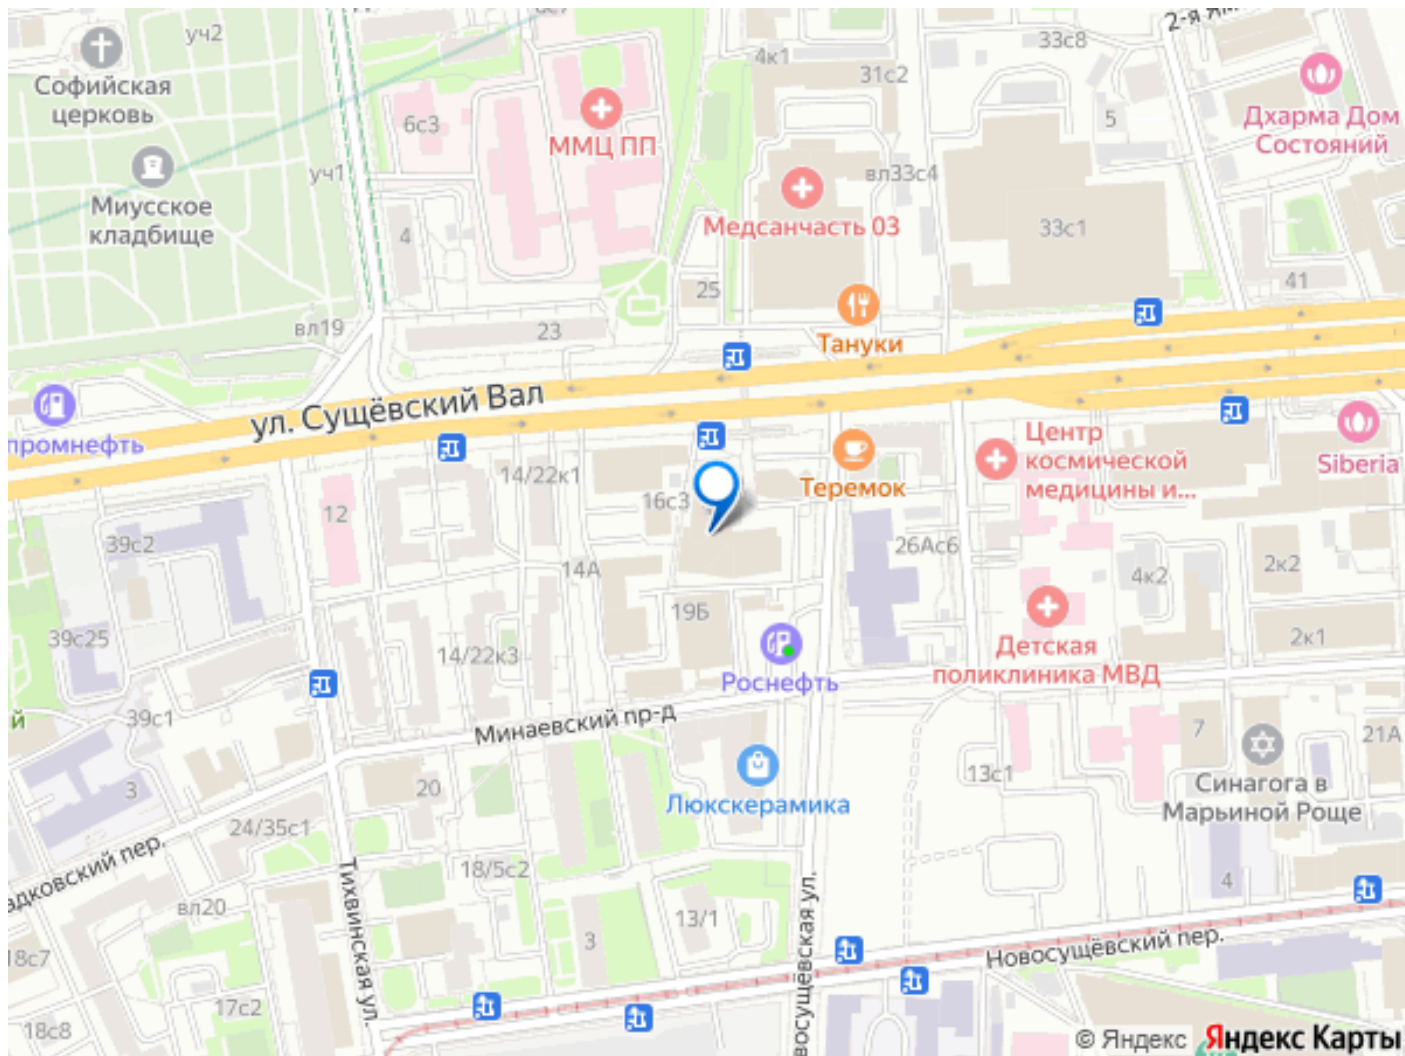 уч2
4к1
33с8
31с2
Софийская
церковь
6с3
ММЦ ПП
5
Дхарма Дом
Состояний
уч1
вл33с4
Миусское
кладбище
4
Медсанчасть 03
33с1
25
41
вл19
23
Тануки
ул. Сущёвский Вал
промнефть
Центр
космической
медицины и...
Siberia
14/22к1
Теремок
16с3
12
39с2
26Ас6
2к2
14А
4к2
19Б
39с25
14/22к3
Детская
поликлиника МВД
2к1
Роснефть
й
39с1
Минаевский пр-д
7
21А
13с1
Синагога в
Марьиной Роще
3
20
Люкскерамика
24/35с1
адковский пер.
18/5с2
4
вл20
13/1
Тихвинская ул.
3
восущёвская ул.
Новосущёвский пер.
18с7
17с2
18с8
© Яндекс Яндекс Карты